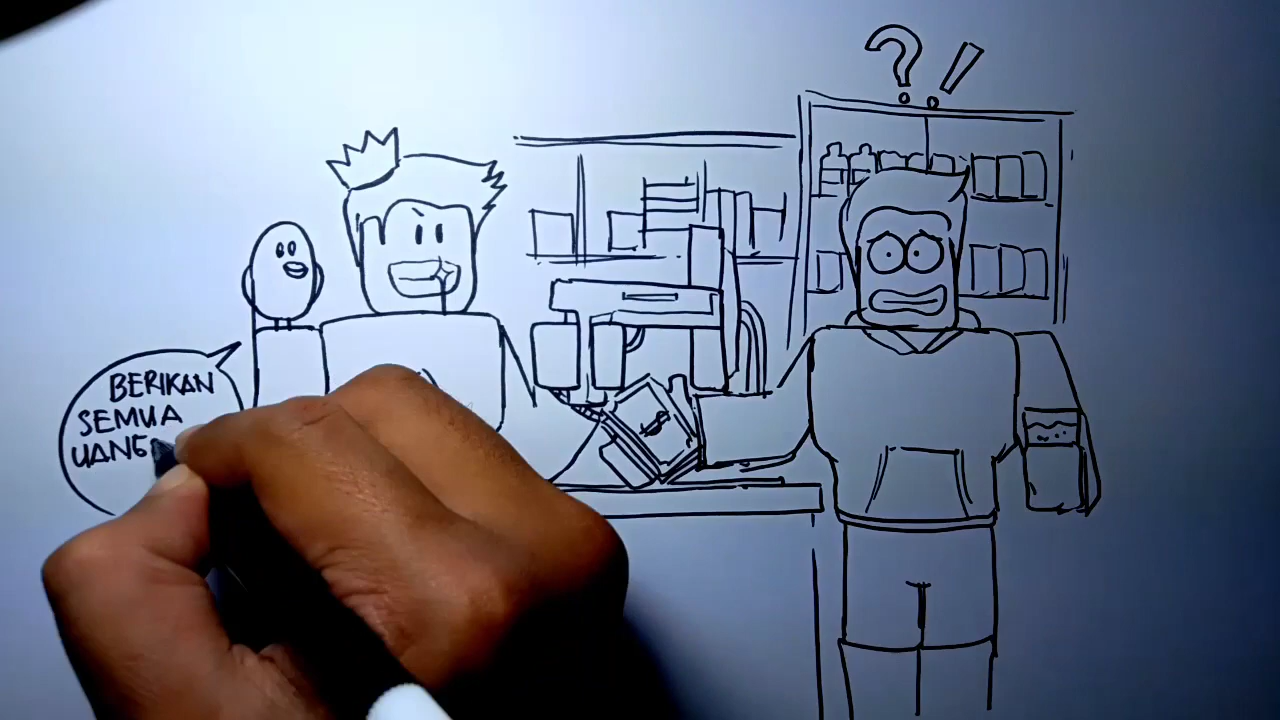 ? !
BERIKAN
SEMUA
UANG
$